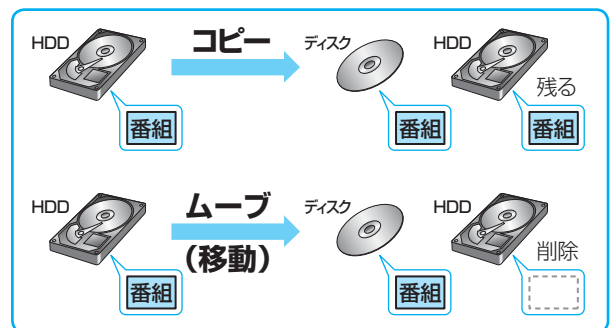 HDD コピー ディスク HDD
残る
番組 番組 番組
HDD ムーブ ディスク HDD
(移動) 削除
番組 番組